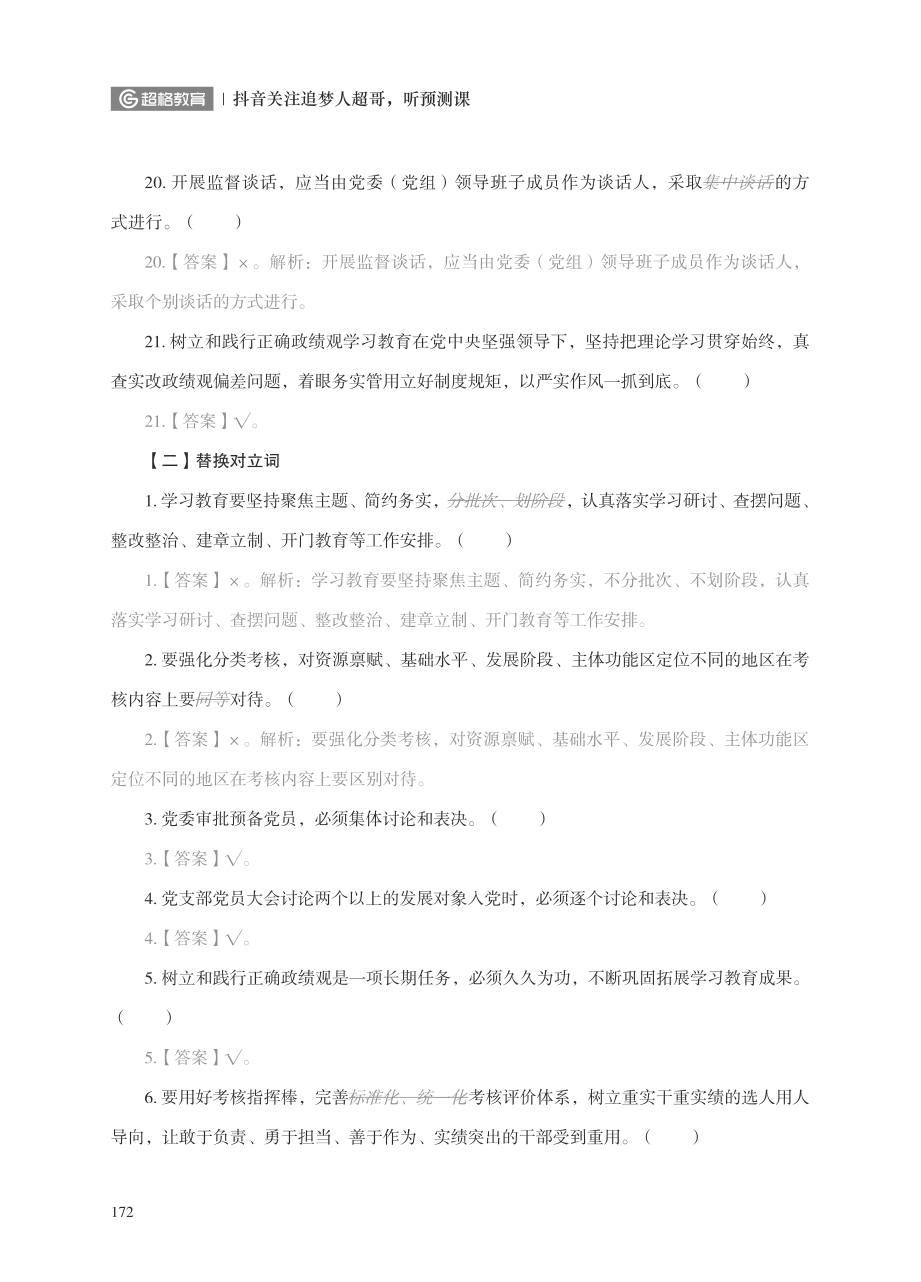 超格教育 | 抖音关注追梦人超哥，听预测课
20. 开展监督谈话，应当由党委（党组）领导班子成员作为谈话人，采取集中谈话的方
式进行。（　　）
20.【答案】×。解析：开展监督谈话，应当由党委（党组）领导班子成员作为谈话人，
采取个别谈话的方式进行。
21. 树立和践行正确政绩观学习教育在党中央坚强领导下，坚持把理论学习贯穿始终，真
查实改政绩观偏差问题，着眼务实管用立好制度规矩，以严实作风一抓到底。（　　）
21.【答案】√。
【二】替换对立词
1. 学习教育要坚持聚焦主题、简约务实，分批次、划阶段，认真落实学习研讨、查摆问题、
整改整治、建章立制、开门教育等工作安排。（　　）
1.【答案】×。解析：学习教育要坚持聚焦主题、简约务实，不分批次、不划阶段，认真
落实学习研讨、查摆问题、整改整治、建章立制、开门教育等工作安排。
2. 要强化分类考核，对资源禀赋、基础水平、发展阶段、主体功能区定位不同的地区在考
核内容上要同等对待。（　　）
2.【答案】×。解析：要强化分类考核，对资源禀赋、基础水平、发展阶段、主体功能区
定位不同的地区在考核内容上要区别对待。
3. 党委审批预备党员，必须集体讨论和表决。（　　）
3.【答案】√。
4. 党支部党员大会讨论两个以上的发展对象入党时，必须逐个讨论和表决。（　　）
4.【答案】√。
5. 树立和践行正确政绩观是一项长期任务，必须久久为功，不断巩固拓展学习教育成果。
（　　）
5.【答案】√。
6. 要用好考核指挥棒，完善标准化、统一化考核评价体系，树立重实干重实绩的选人用人
导向，让敢于负责、勇于担当、善于作为、实绩突出的干部受到重用。（　　）
172